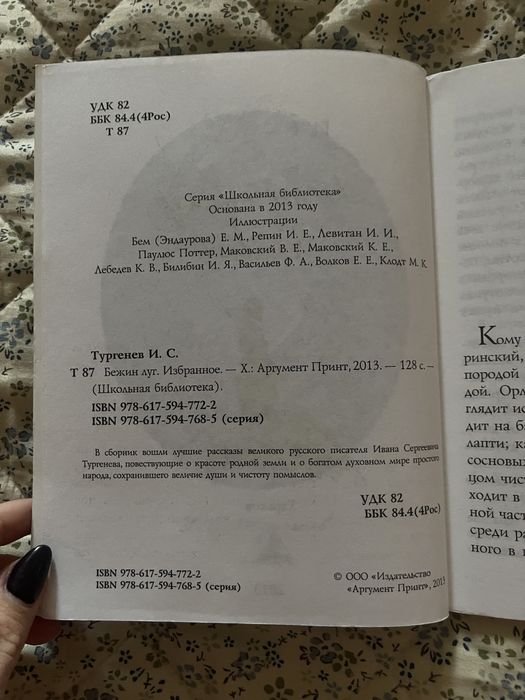 УДК 82
ББК 84.4(4Рос)
Т 87
Серия «Школьная библиотека»
Основана в 2013 году
Иллюстрации
Бем (Эндаурова) Е. М., Репин И. Е., Левитан И. И.,
Паулюс Поттер, Маковский В. Е., Маковский К. Е.,
Лебедев К. В., Билибин И. Я., Васильев Ф. А., Волков Е. Е., Клодт М. К.
Тургенев И. С.
Т 87 Бежин луг. Избранное. — Х.: Аргумент Принт, 2013. — 128 с. –
(Школьная библиотека).
ISBN 978-617-594-772-2
ISBN 978-617-594-768-5 (серия)
В сборник вошли лучшие рассказы великого русского писателя Ивана Сергеевича
Тургенева, повествующие о красоте родной земли и о богатом духовном мире простого
народа, сохранившего величие души и чистоту помыслов.
УДК 82
ББК 84.4(4Рос)
ISBN 978-617-594-772-2
ISBN 978-617-594-768-5 (серия)
© ООО «Издательство
«Аргумент Принт», 2013
Кому
ринский,
породой
дой. Орл
глядит ис
дит на б
лапти; к
сосновых
цом чист
ходит в
ной част
среди ра
ного в